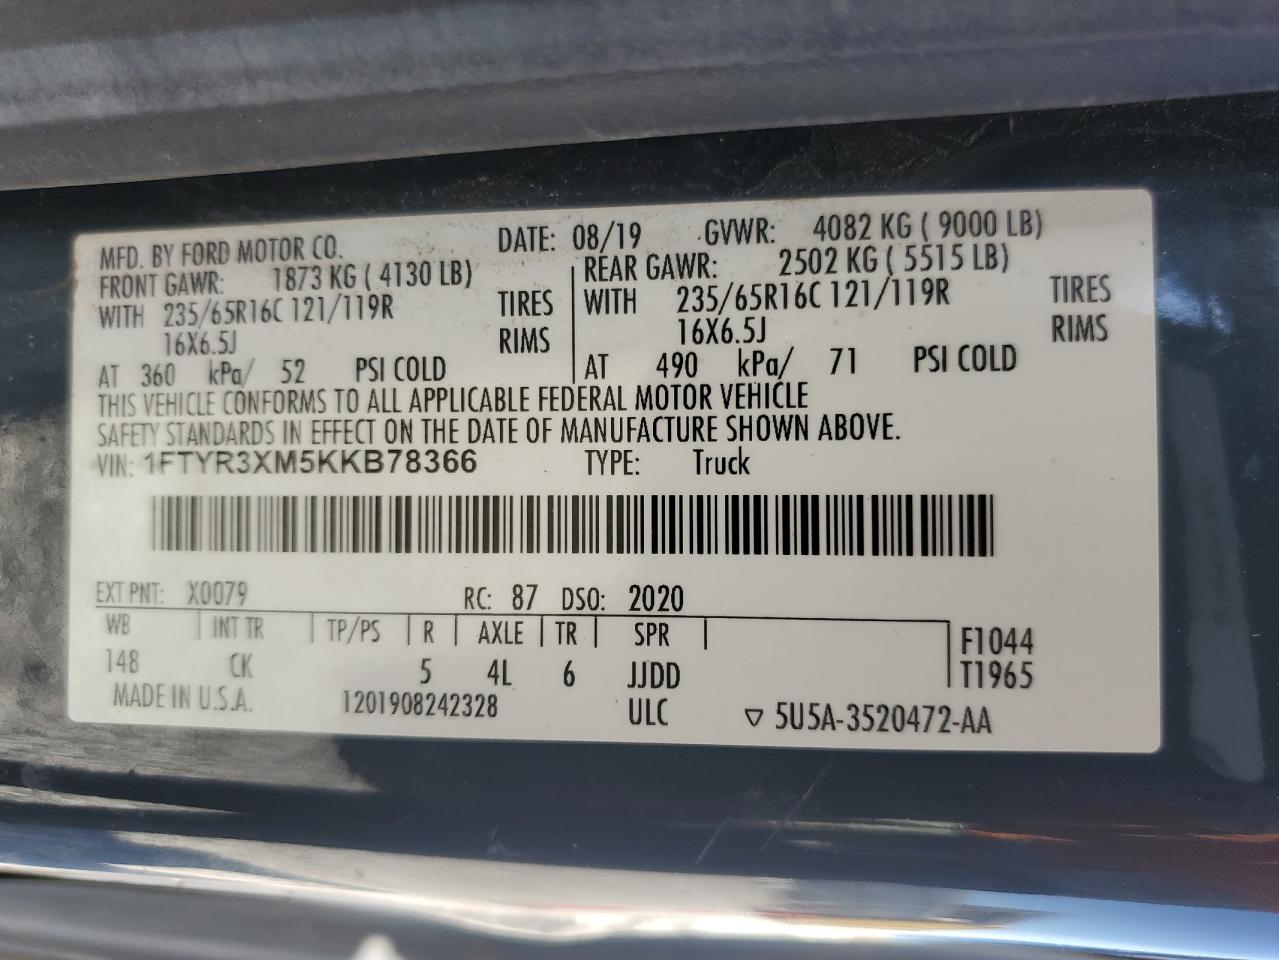 MFD. BY FORD MOTOR CO. DATE: 08/19 GVWR: 4082 KG ( 9000 LB)
FRONT GAWR: 1873 KG ( 4130 LB) REAR GAWR: 2502 KG ( 5515 LB)
WITH 235/65R16C 121/119R TIRES WITH 235/65R16C 121/119R TIRES
16X6.5J RIMS 16X6.5J RIMS
AT 360 kPa/ 52 PSI COLD AT 490 kPa/ 71 PSI COLD
THIS VEHICLE CONFORMS TO ALL APPLICABLE FEDERAL MOTOR VEHICLE
SAFETY STANDARDS IN EFFECT ON THE DATE OF MANUFACTURE SHOWN ABOVE.
VIN: 1FTYR3XM5KKB78366 TYPE: Truck
EXT PNT: X0079 RC: 87 DSO: 2020
WB INT TR TP/PS R AXLE TR SPR F1044
148 CK 5 4L 6 JJDD T1965
MADE IN U.S.A. 1201908242328 ULC ▽ 5U5A-3520472-AA